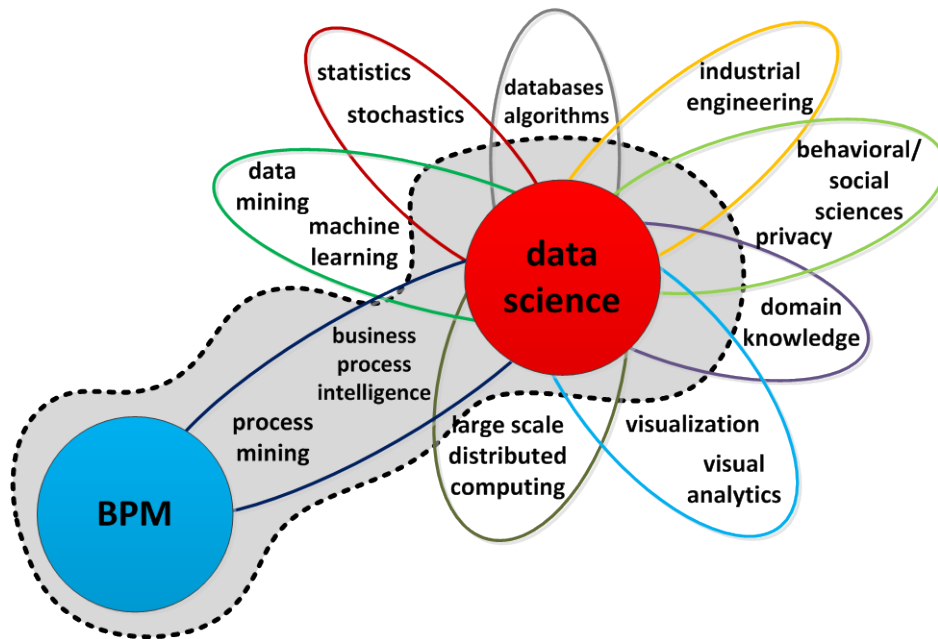 statistics
stochastics
databases
algorithms
industrial
engineering
behavioral/
social
sciences
data
mining
machine
learning
privacy
data
science
domain
knowledge
business
process
intelligence
process
mining
large scale
distributed
computing
visualization
visual
analytics
BPM